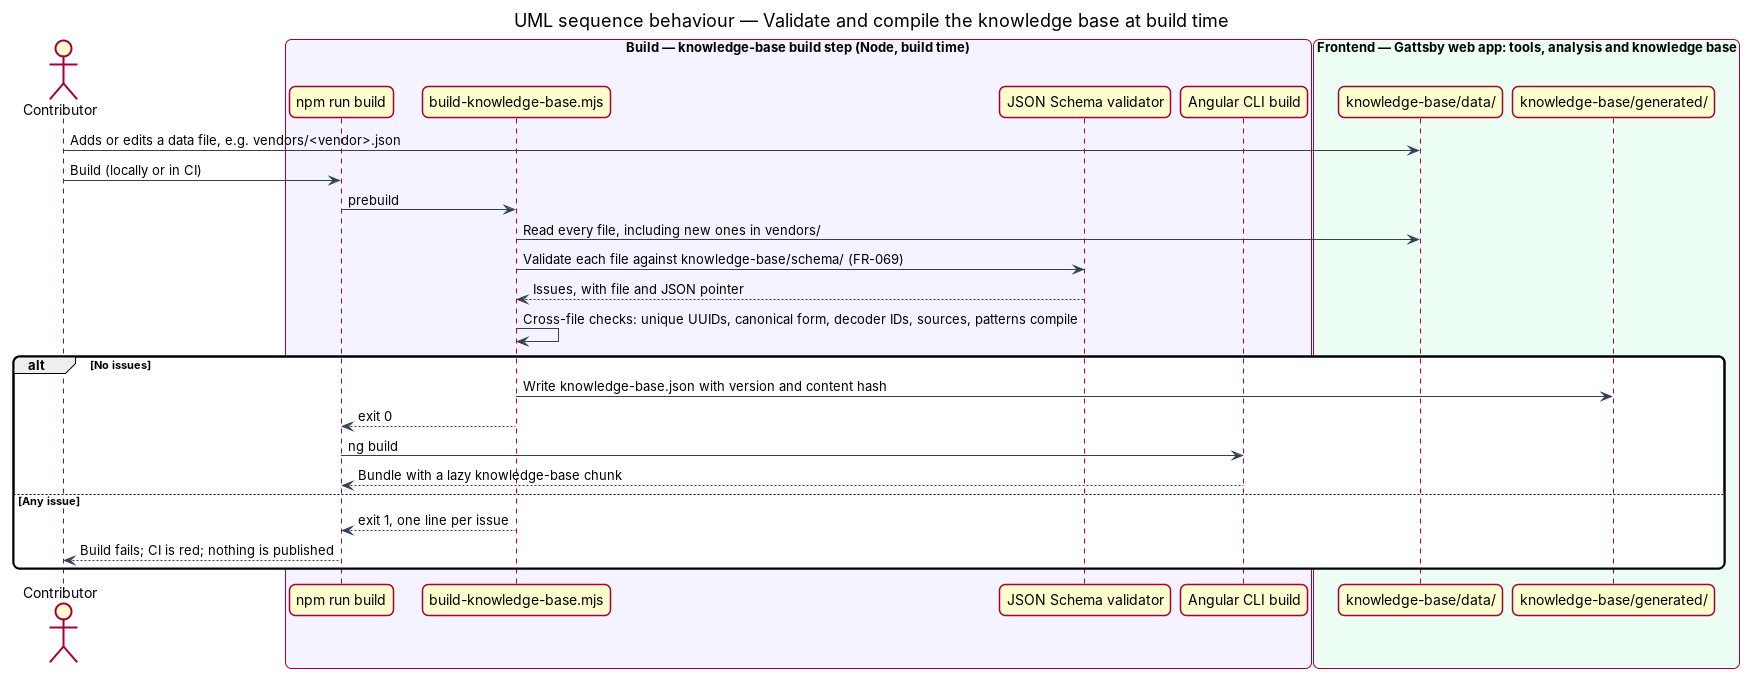 UML sequence behaviour — Validate and compile the knowledge base at build time
Build — knowledge-base build step (Node, build time)
Frontend — Gattsby web app: tools, analysis and knowledge base
Contributor
npm run build
build-knowledge-base.mjs
JSON Schema validator
Angular CLI build
knowledge-base/data/
knowledge-base/generated/
Adds or edits a data file, e.g. vendors/<vendor>.json
Build (locally or in CI)
prebuild
Read every file, including new ones in vendors/
Validate each file against knowledge-base/schema/ (FR-069)
Issues, with file and JSON pointer
Cross-file checks: unique UUIDs, canonical form, decoder IDs, sources, patterns compile
alt
[No issues]
Write knowledge-base.json with version and content hash
exit 0
ng build
Bundle with a lazy knowledge-base chunk
[Any issue]
exit 1, one line per issue
Build fails; CI is red; nothing is published
Contributor
npm run build
build-knowledge-base.mjs
JSON Schema validator
Angular CLI build
knowledge-base/data/
knowledge-base/generated/